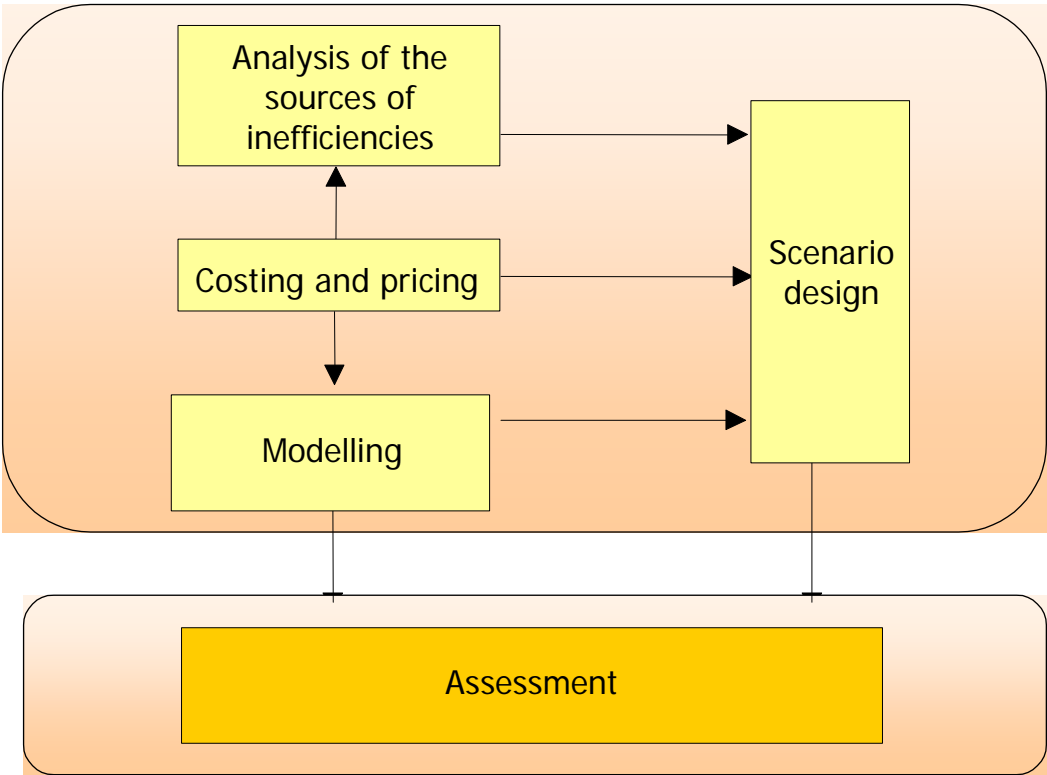 Analysis of the
sources of
inefficiencies
Costing and pricing
Scenario
design
Modelling
Assessment